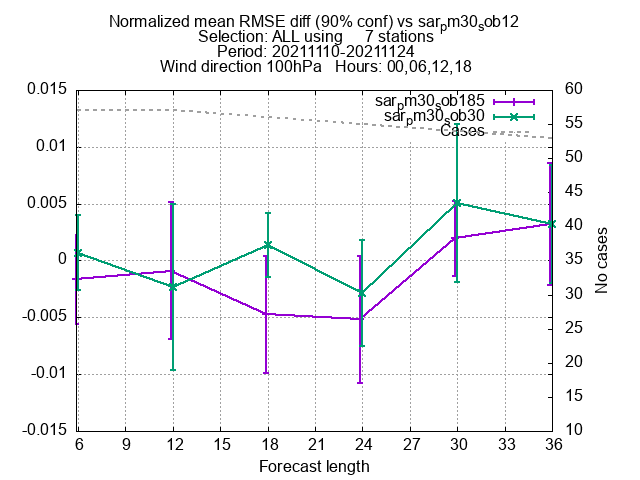 Normalized mean RMSE diff (90% conf) vs sarpm30sob12
Selection: ALL using 7 stations
Period: 20211110-20211124
Wind direction 100hPa Hours: 00,06,12,18
sarpm30sob185
sarpm30sob30
Cases
0.015
0.01
0.005
0
-0.005
-0.01
-0.015
60
55
50
45
40
35
30
25
20
15
10
No cases
6 9 12 15 18 21 24 27 30 33 36
Forecast length